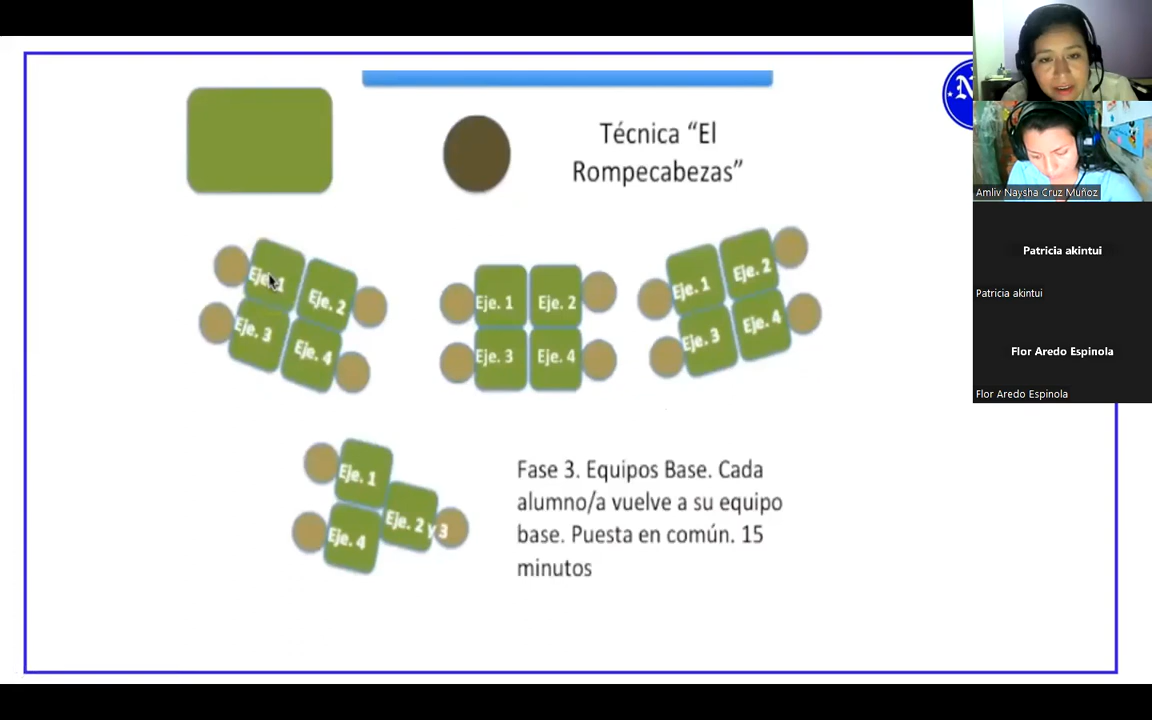 Técnica “El
Rompecabezas”
Eje. 1
Eje. 2
Eje. 3
Eje. 4
Eje. 1
Eje. 2
Eje. 3
Eje. 4
Eje. 1
Eje. 2
Eje. 3
Eje. 4
Eje. 1
Eje. 2 y 3
Eje. 4
Fase 3. Equipos Base. Cada
alumno/a vuelve a su equipo
base. Puesta en común. 15
minutos
N
Amliv Naysha Cruz Muñoz
Patricia akintui
Patricia akintui
Flor Aredo Espinola
Flor Aredo Espinola